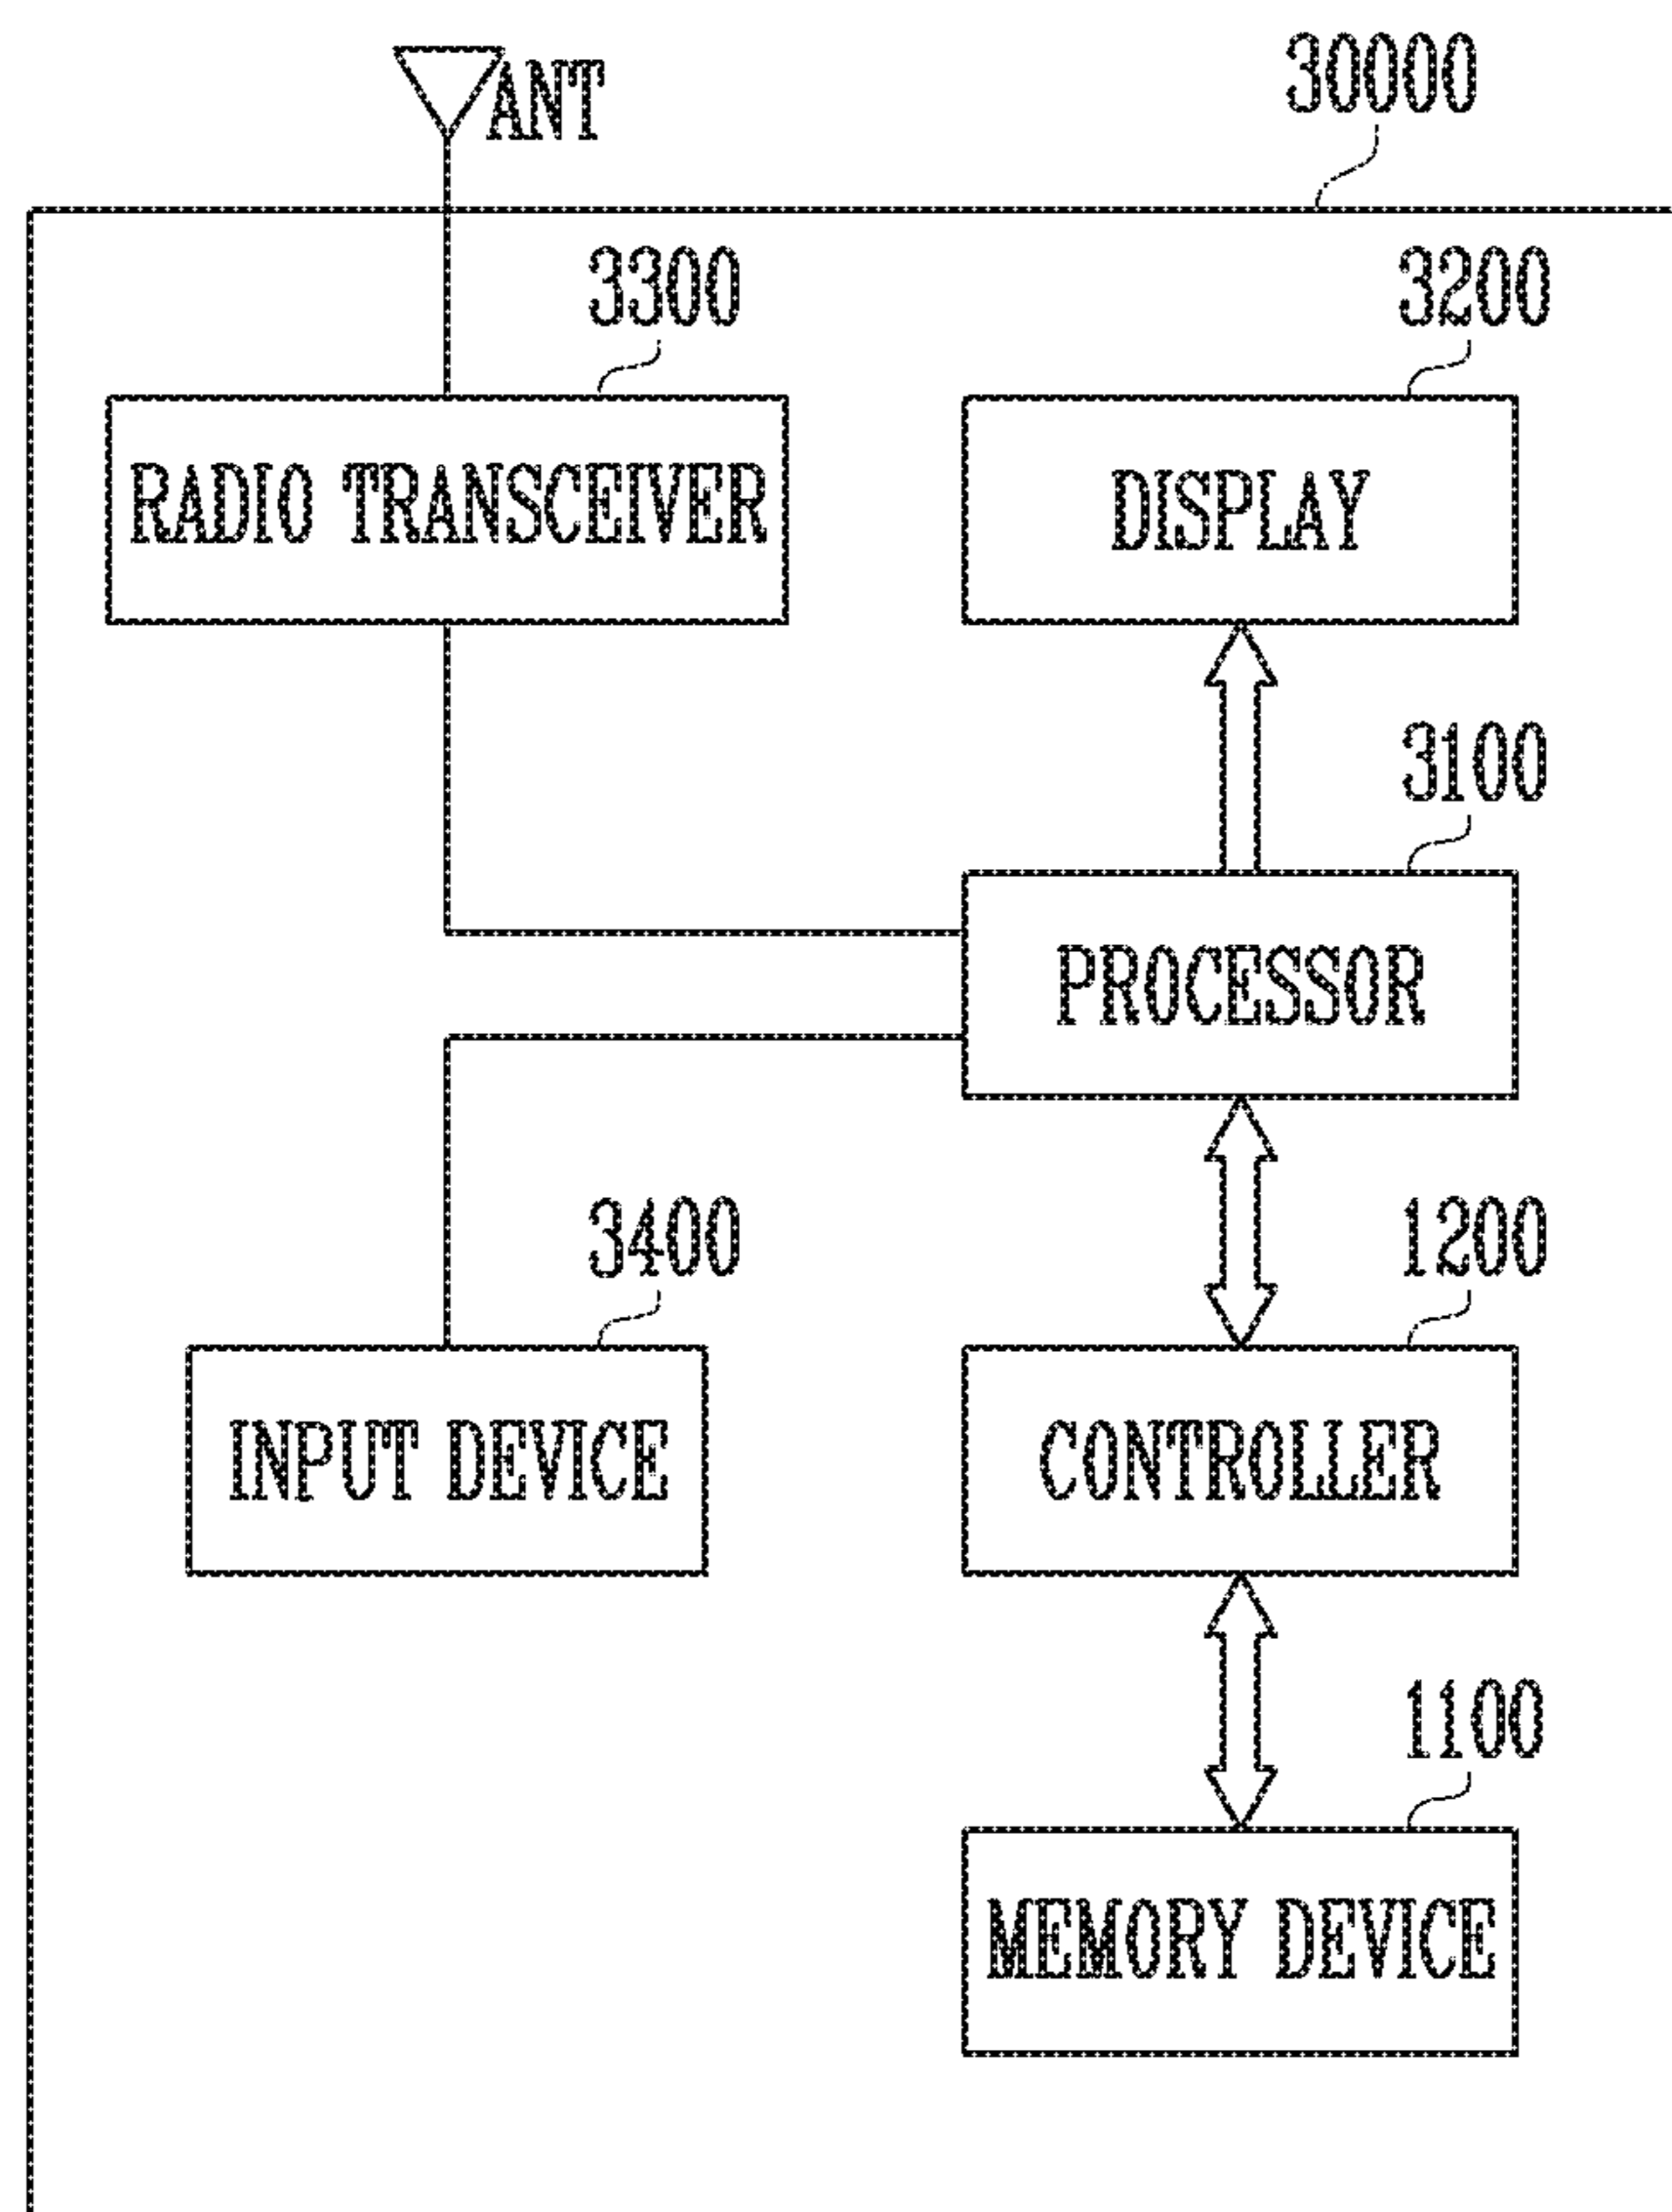 30000
ANT
3300
3200
RADIO TRANSCEIVER
DISPLAY
3100
PROCESSOR
3400
1200
INPUT DEVICE
CONTROLLER
1100
MEMORY DEVICE